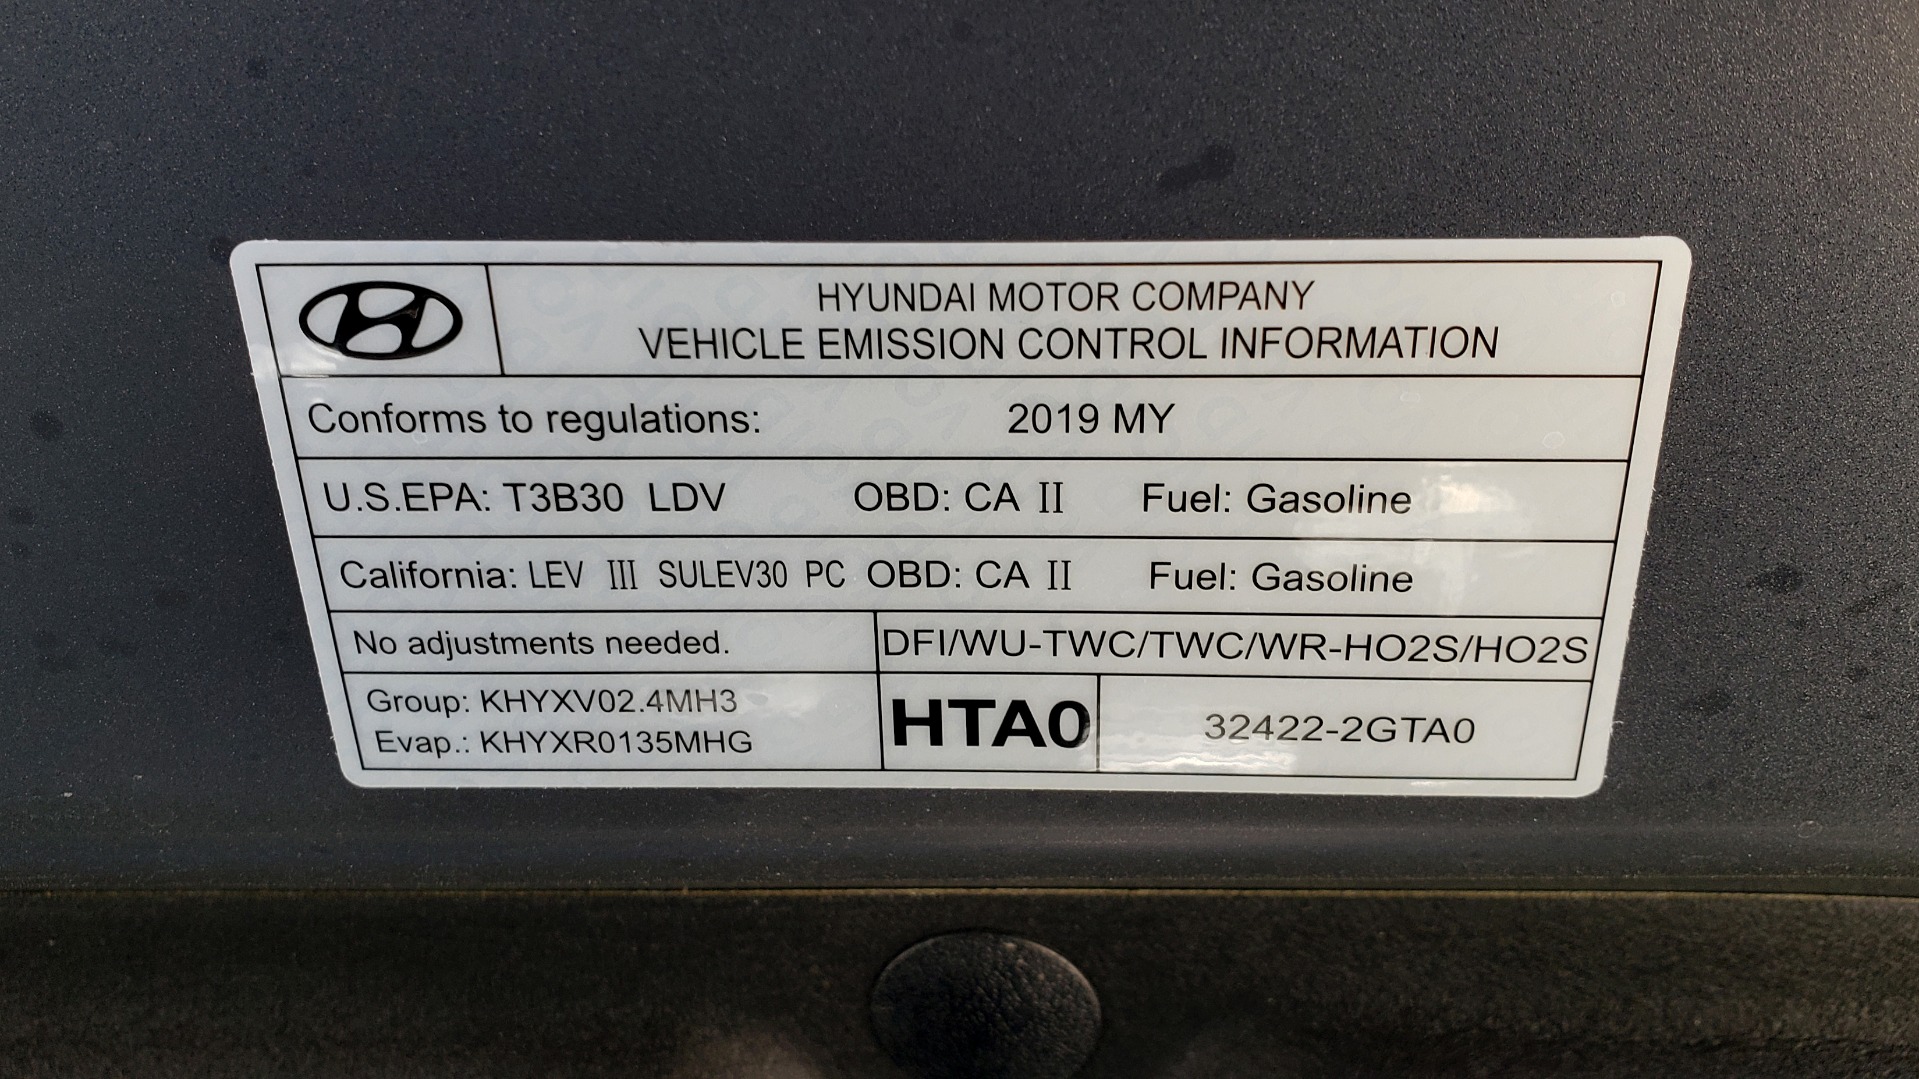 HYUNDAI MOTOR COMPANY
VEHICLE EMISSION CONTROL INFORMATION
Conforms to regulations: 2019 MY
U.S.EPA: T3B30 LDV OBD: CA II Fuel: Gasoline
California: LEV III SULEV30 PC OBD: CA II Fuel: Gasoline
No adjustments needed. DFI/WU-TWC/TWC/WR-HO2S/HO2S
Group: KHYXV02.4MH3
Evap.: KHYXR0135MHG
HTA0 32422-2GTA0